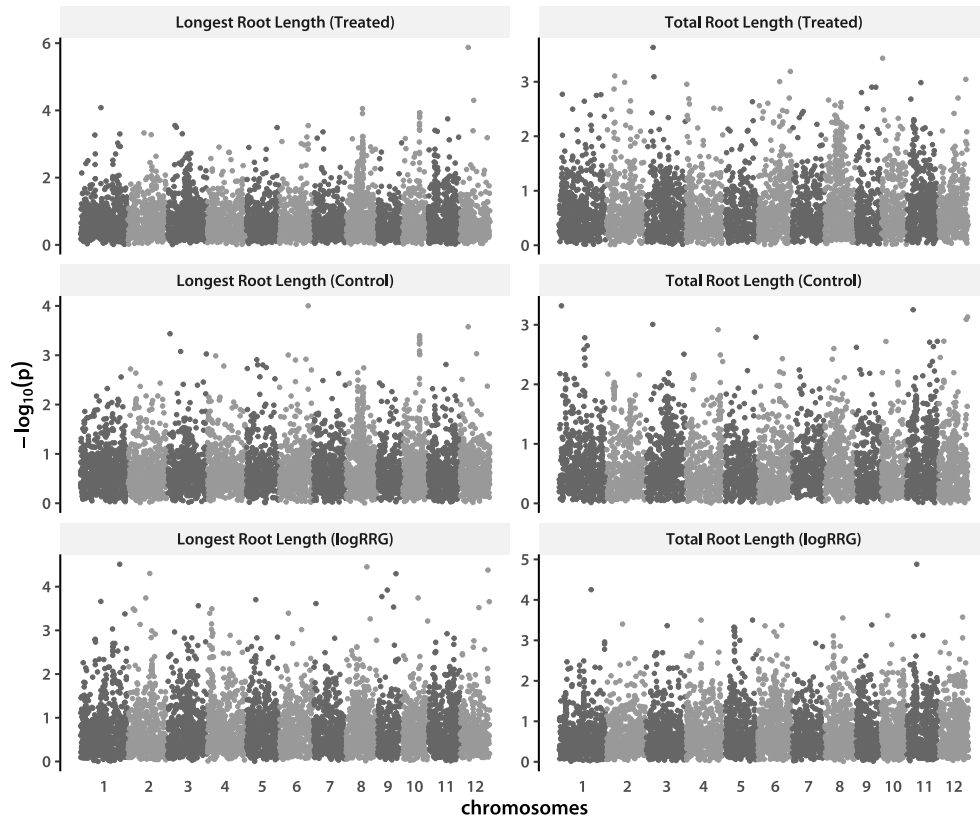 Longest Root Length (Treated)
Total Root Length (Treated)
6
4
2
0
3
2
1
0
Longest Root Length (Control)
Total Root Length (Control)
4
3
2
1
0
3
2
1
0
−log10(p)
Longest Root Length (logRRG)
Total Root Length (logRRG)
4
3
2
1
0
5
4
3
2
1
0
1 2 3 4 5 6 7 8 9 10 11 12
1 2 3 4 5 6 7 8 9 10 11 12
chromosomes